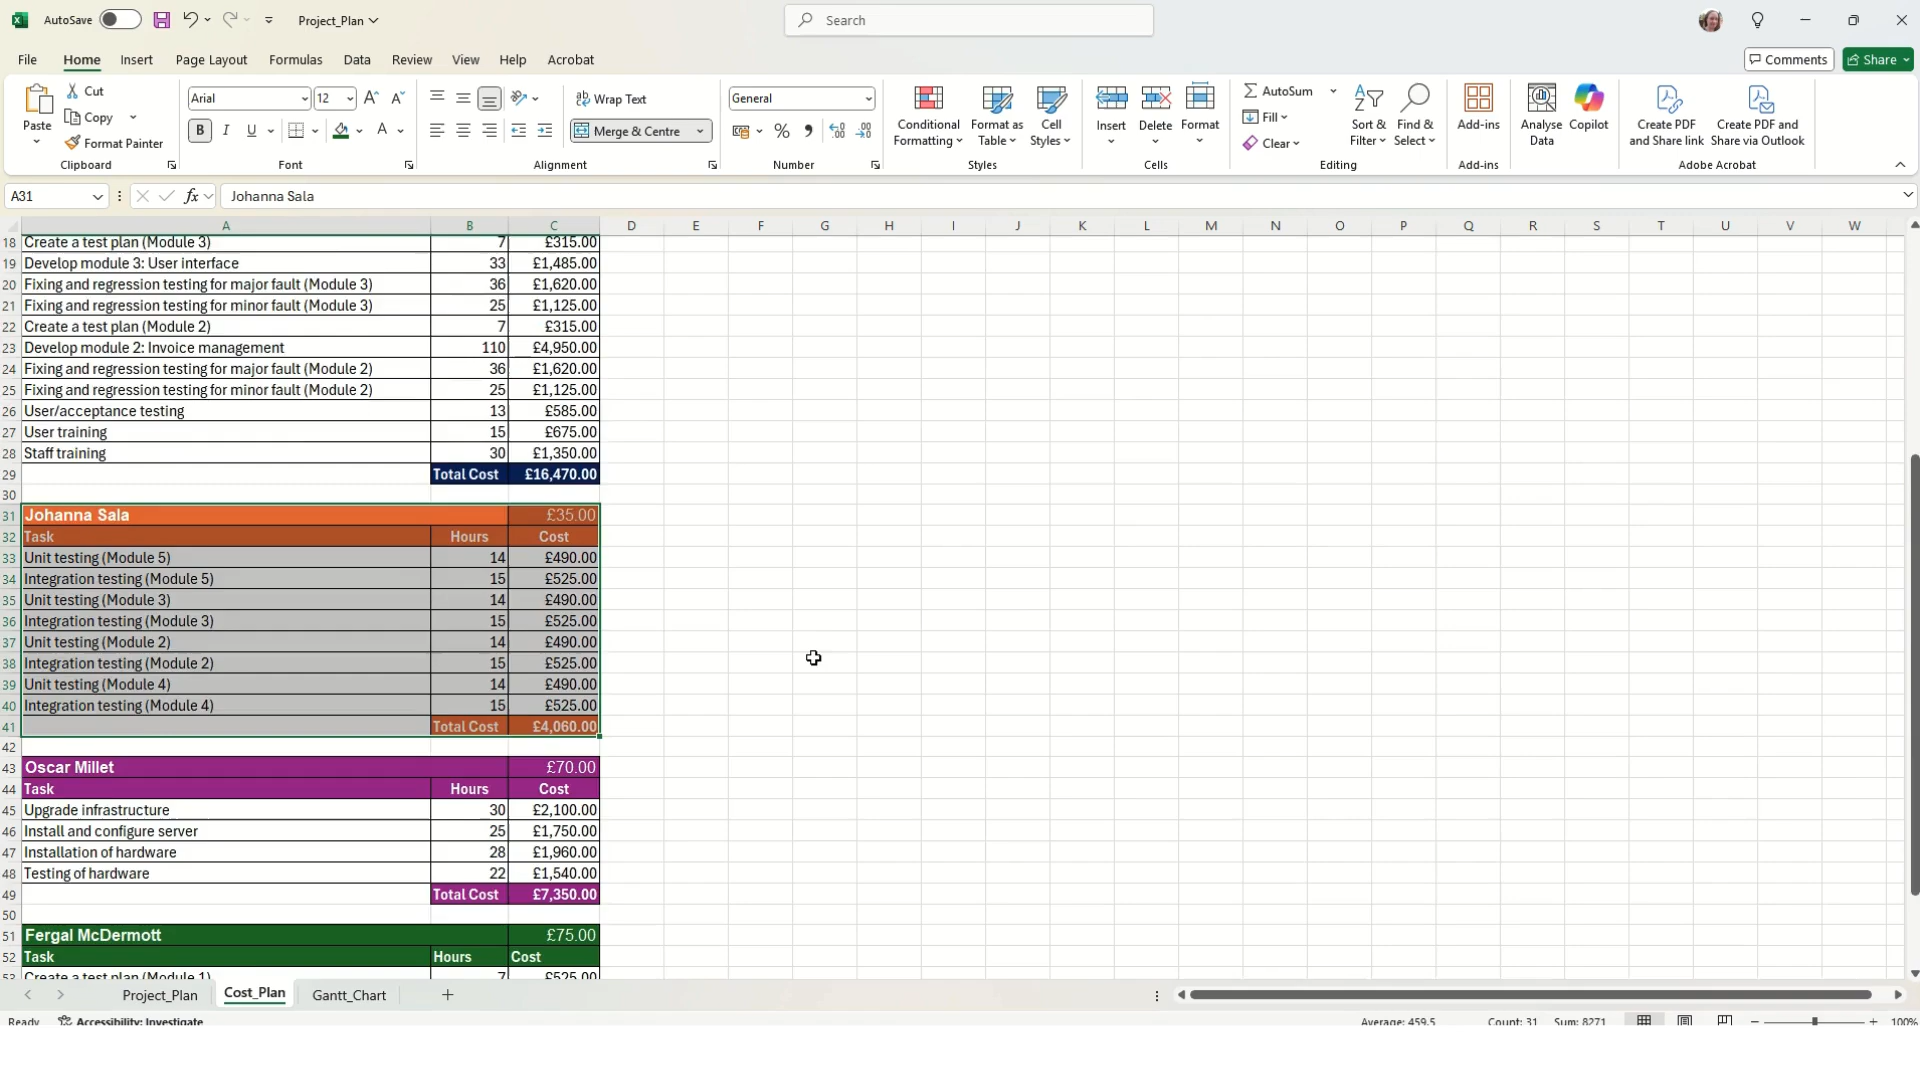 AutoSave
Project_Plan
Search
File Home Insert Page Layout Formulas Data Review View Help Acrobat
Comments Share
Paste Cut
Copy
Format Painter
Clipboard
Arial 12
B I U
Font
Wrap Text
Merge & Centre
Alignment
General
Number
Conditional Formatting
Format as Table
Cell Styles
Styles
Insert Delete Format
Cells
AutoSum
Fill
Clear
Sort & Filter
Find & Select
Editing
Add-ins
Add-ins
Analyse Data
Copilot
Create PDF and Share link
Create PDF and Share via Outlook
Adobe Acrobat
A31 fx Johanna Sala
A B C D E F G H I J K L M N O P Q R S T U V W
18 Create a test plan (Module 3) 7 £315.00
19 Develop module 3: User interface 33 £1,485.00
20 Fixing and regression testing for major fault (Module 3) 36 £1,620.00
21 Fixing and regression testing for minor fault (Module 3) 25 £1,125.00
22 Create a test plan (Module 2) 7 £315.00
23 Develop module 2: Invoice management 110 £4,950.00
24 Fixing and regression testing for major fault (Module 2) 36 £1,620.00
25 Fixing and regression testing for minor fault (Module 2) 25 £1,125.00
26 User/acceptance testing 13 £585.00
27 User training 15 £675.00
28 Staff training 30 £1,350.00
29 Total Cost £16,470.00
30
31 Johanna Sala £35.00
32 Task Hours Cost
33 Unit testing (Module 5) 14 £490.00
34 Integration testing (Module 5) 15 £525.00
35 Unit testing (Module 3) 14 £490.00
36 Integration testing (Module 3) 15 £525.00
37 Unit testing (Module 2) 14 £490.00
38 Integration testing (Module 2) 15 £525.00
39 Unit testing (Module 4) 14 £490.00
40 Integration testing (Module 4) 15 £525.00
41 Total Cost £4,060.00
42
43 Oscar Millet £70.00
44 Task Hours Cost
45 Upgrade infrastructure 30 £2,100.00
46 Install and configure server 25 £1,750.00
47 Installation of hardware 28 £1,960.00
48 Testing of hardware 22 £1,540.00
49 Total Cost £7,350.00
50
51 Fergal McDermott £75.00
52 Task Hours Cost
53 Create a test plan (Module 1) 7 £525.00
Project_Plan Cost_Plan Gantt_Chart
Ready Accessibility: Investigate Average: 459.5 Count: 31 Sum: 8271 100%